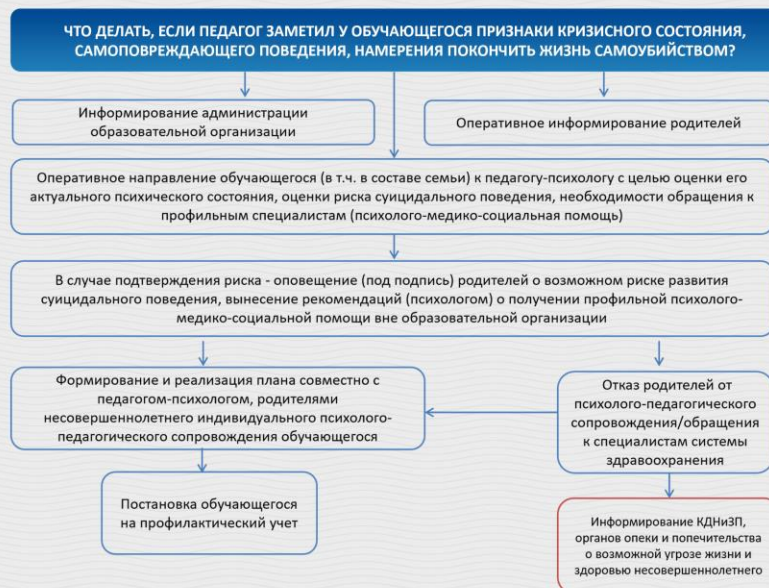 ЧТО ДЕЛАТЬ, ЕСЛИ ПЕДАГОГ ЗАМЕТИЛ У ОБУЧАЮЩЕГОСЯ ПРИЗНАКИ КРИЗИСНОГО СОСТОЯНИЯ,
САМОПОВРЕЖДАЮЩЕГО ПОВЕДЕНИЯ, НАМЕРЕНИЯ ПОКОНЧИТЬ ЖИЗНЬ САМОУБИЙСТВОМ?
Информирование администрации
образовательной организации
Оперативное информирование родителей
Оперативное направление обучающегося (в т.ч. в составе семьи) к педагогу-психологу с целью оценки его
актуального психического состояния, оценки риска суицидального поведения, необходимости обращения к
профильным специалистам (психолого-медико-социальная помощь)
В случае подтверждения риска - оповещение (под подпись) родителей о возможном риске развития
суицидального поведения, вынесение рекомендаций (психологом) о получении профильной психолого-
медико-социальной помощи вне образовательной организации
Формирование и реализация плана совместно с
педагогом-психологом, родителями
несовершеннолетнего индивидуального психолого-
педагогического сопровождения обучающегося
Отказ родителей от
психолого-педагогического
сопровождения/обращения
к специалистам системы
здравоохранения
Постановка обучающегося
на профилактический учет
Информирование КДНиЗП,
органов опеки и попечительства
о возможной угрозе жизни и
здоровью несовершеннолетнего